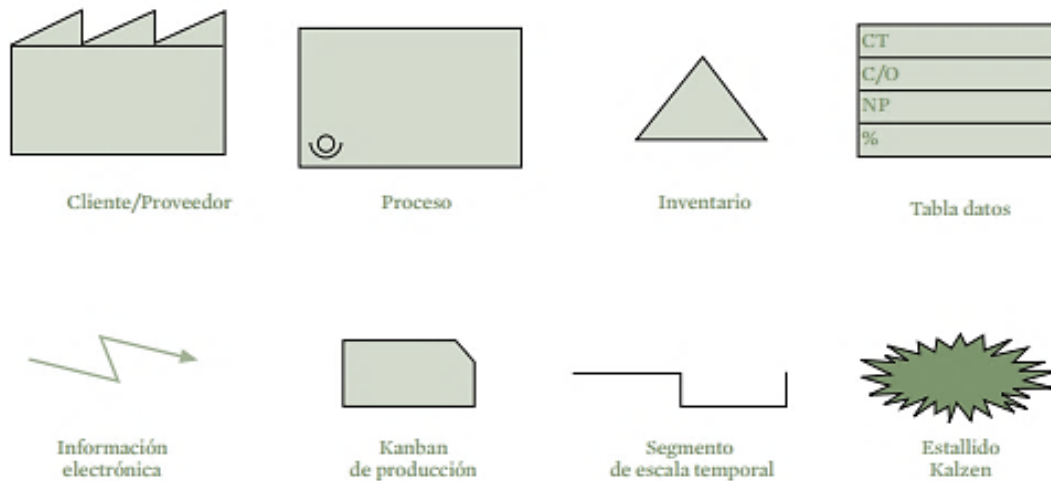 CT
C/O
NP
%
Cliente/Proveedor
Proceso
Inventario
Tabla datos
Información
electrónica
Kanban
de producción
Segmento
de escala temporal
Estallido
Kalzen